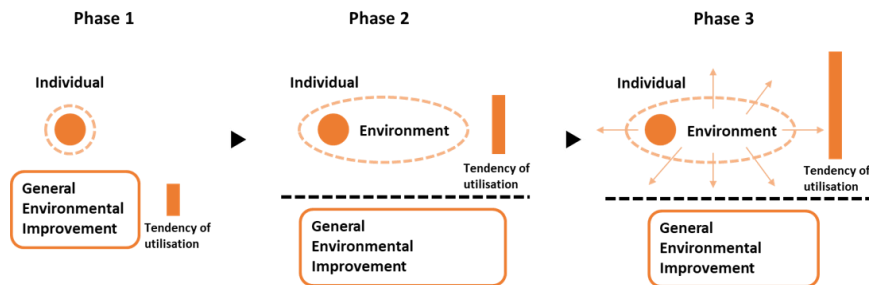 Phase 1
Individual
General
Environmental
Improvement
Tendency of
utilisation
Phase 2
Individual
Environment
Tendency of
utilisation
General
Environmental
Improvement
Phase 3
Individual
Environment
Tendency of
utilisation
General
Environmental
Improvement